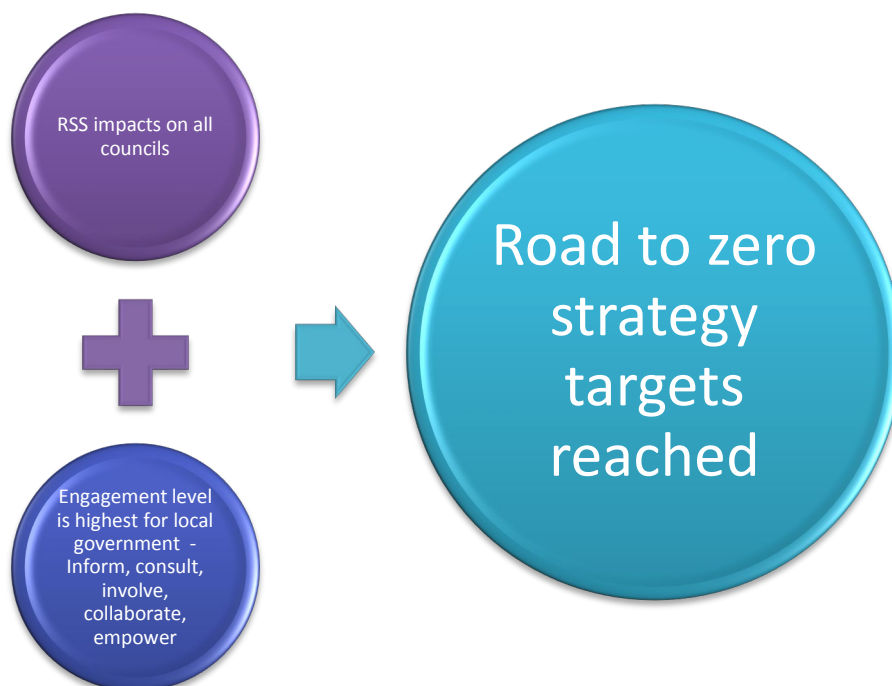 RSS impacts on all
councils
Engagement level
is highest for local
government  -
Inform, consult,
involve,
collaborate,
empower
Road to zero
strategy
targets
reached